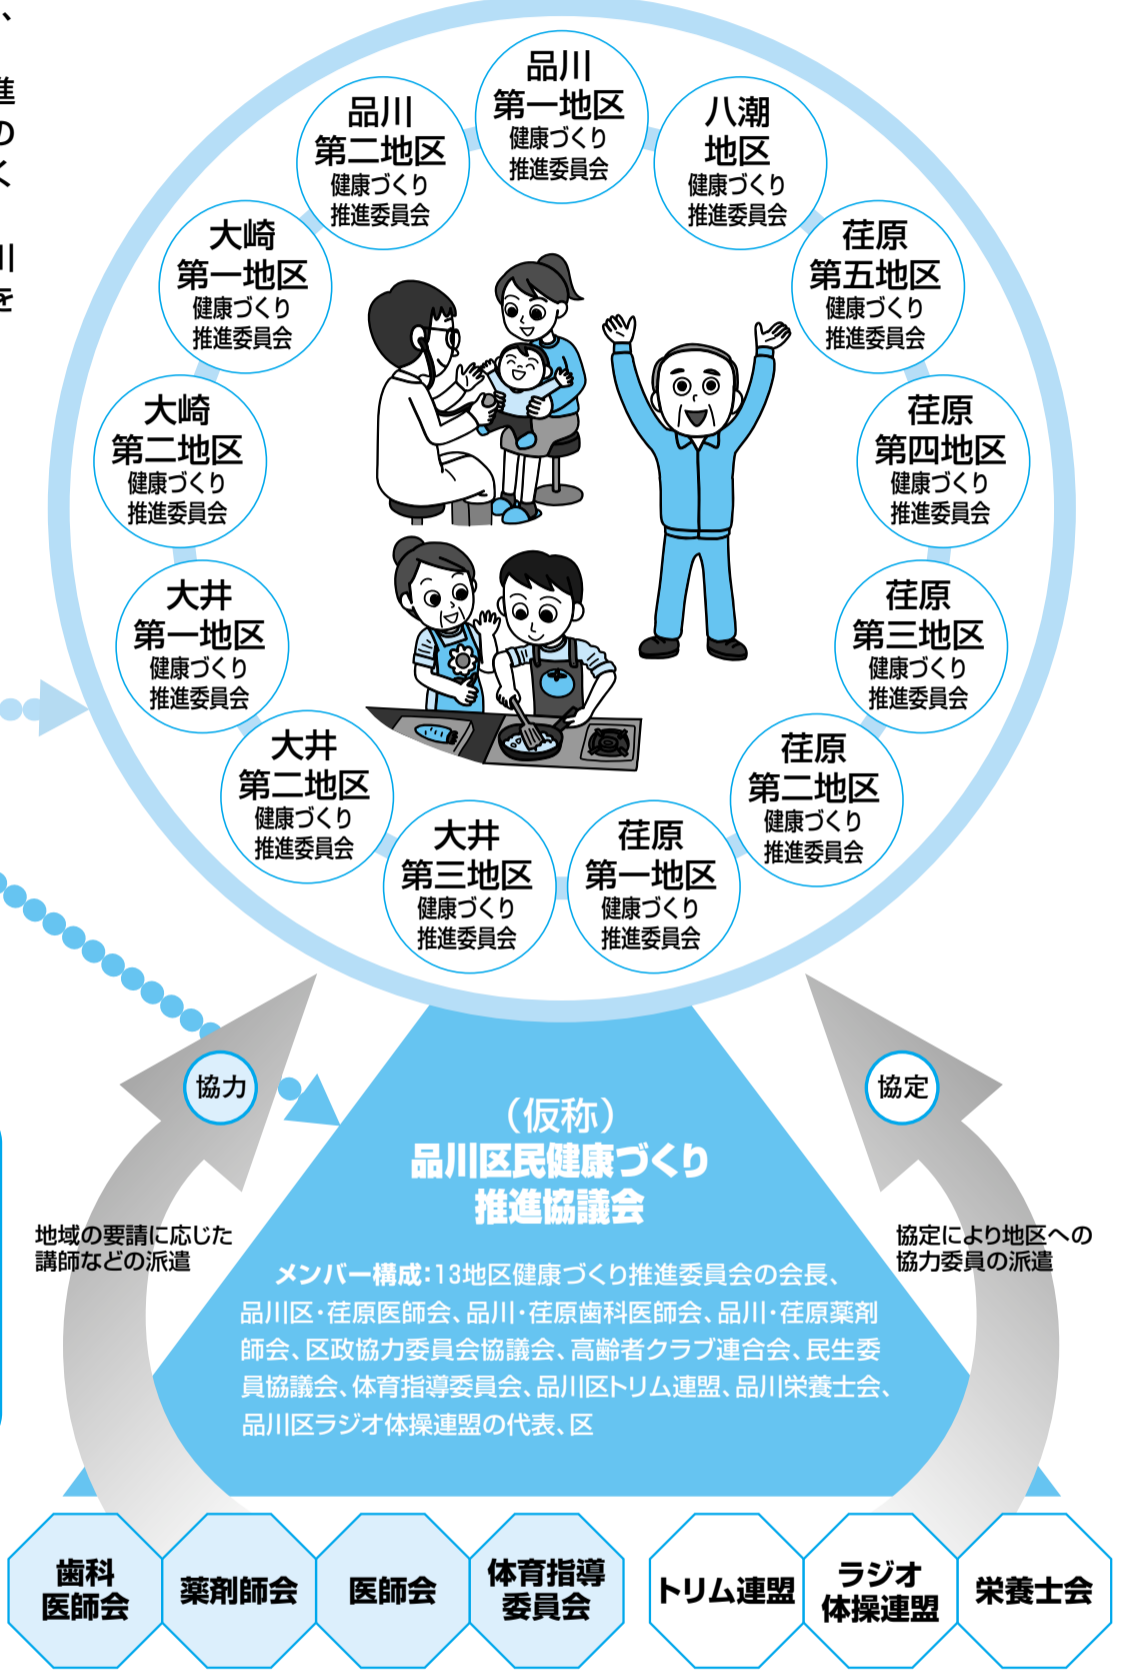 、
進
の
く
川
を
品川
第一地区
健康づくり
推進委員会
八潮
地区
健康づくり
推進委員会
荏原
第五地区
健康づくり
推進委員会
荏原
第四地区
健康づくり
推進委員会
荏原
第三地区
健康づくり
推進委員会
荏原
第二地区
健康づくり
推進委員会
荏原
第一地区
健康づくり
推進委員会
大井
第三地区
健康づくり
推進委員会
大井
第二地区
健康づくり
推進委員会
大井
第一地区
健康づくり
推進委員会
大崎
第二地区
健康づくり
推進委員会
大崎
第一地区
健康づくり
推進委員会
品川
第二地区
健康づくり
推進委員会
協力
地域の要請に応じた
講師などの派遣
協定
協定により地区への
協力委員の派遣
（仮称）
品川区民健康づくり
推進協議会
メンバー構成：13地区健康づくり推進委員会の会長、
品川区・荏原医師会、品川・荏原歯科医師会、品川・荏原薬剤
師会、区政協力委員会協議会、高齢者クラブ連合会、民生委
員協議会、体育指導委員会、品川区トリム連盟、品川栄養士会、
品川区ラジオ体操連盟の代表、区
歯科
医師会
薬剤師会
医師会
体育指導
委員会
トリム連盟
ラジオ
体操連盟
栄養士会